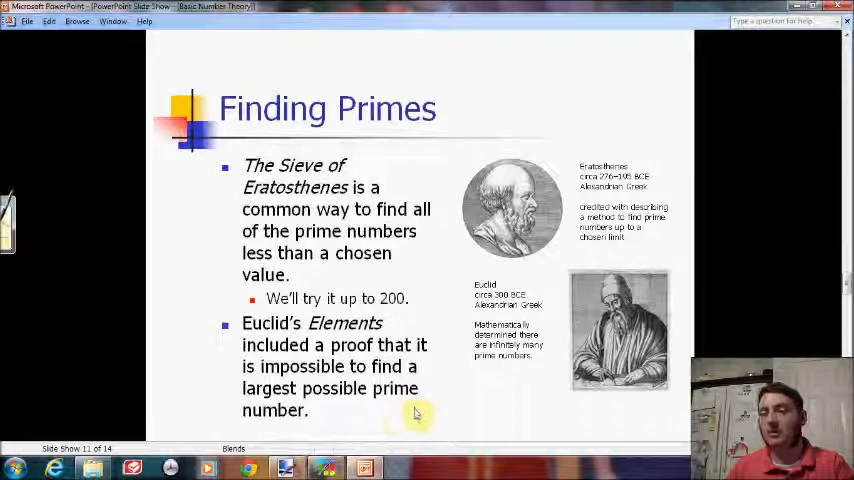 Microsoft PowerPoint - [PowerPoint Slide Show - [Basic Number Theory]]
File Edit Browse Window Help
Type a question for help
Finding Primes
The Sieve of
Eratosthenes is a
common way to find all
of the prime numbers
less than a chosen
value.
We'll try it up to 200.
Euclid's Elements
included a proof that it
is impossible to find a
largest possible prime
number.
Eratosthenes
circa 276–195 BCE
Alexandrian Greek
credited with describing
a method to find prime
numbers up to a
chosen limit
Euclid
circa 300 BCE
Alexandrian Greek
Mathematically
determined there
are infinitely many
prime numbers.
Slide Show 11 of 14
Blends